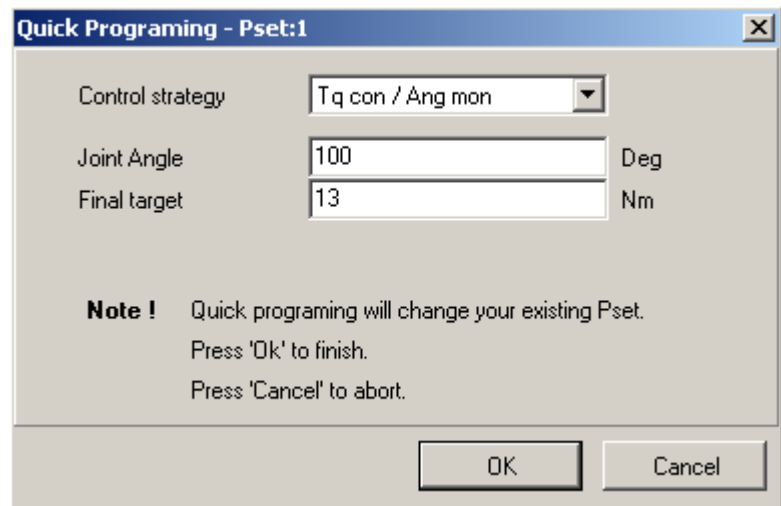 Quick Programing - Pset:1
Control strategy Tq con / Ang mon
Joint Angle 100 Deg
Final target 13 Nm
Note ! Quick programing will change your existing Pset.
Press 'Ok' to finish.
Press 'Cancel' to abort.
OK Cancel